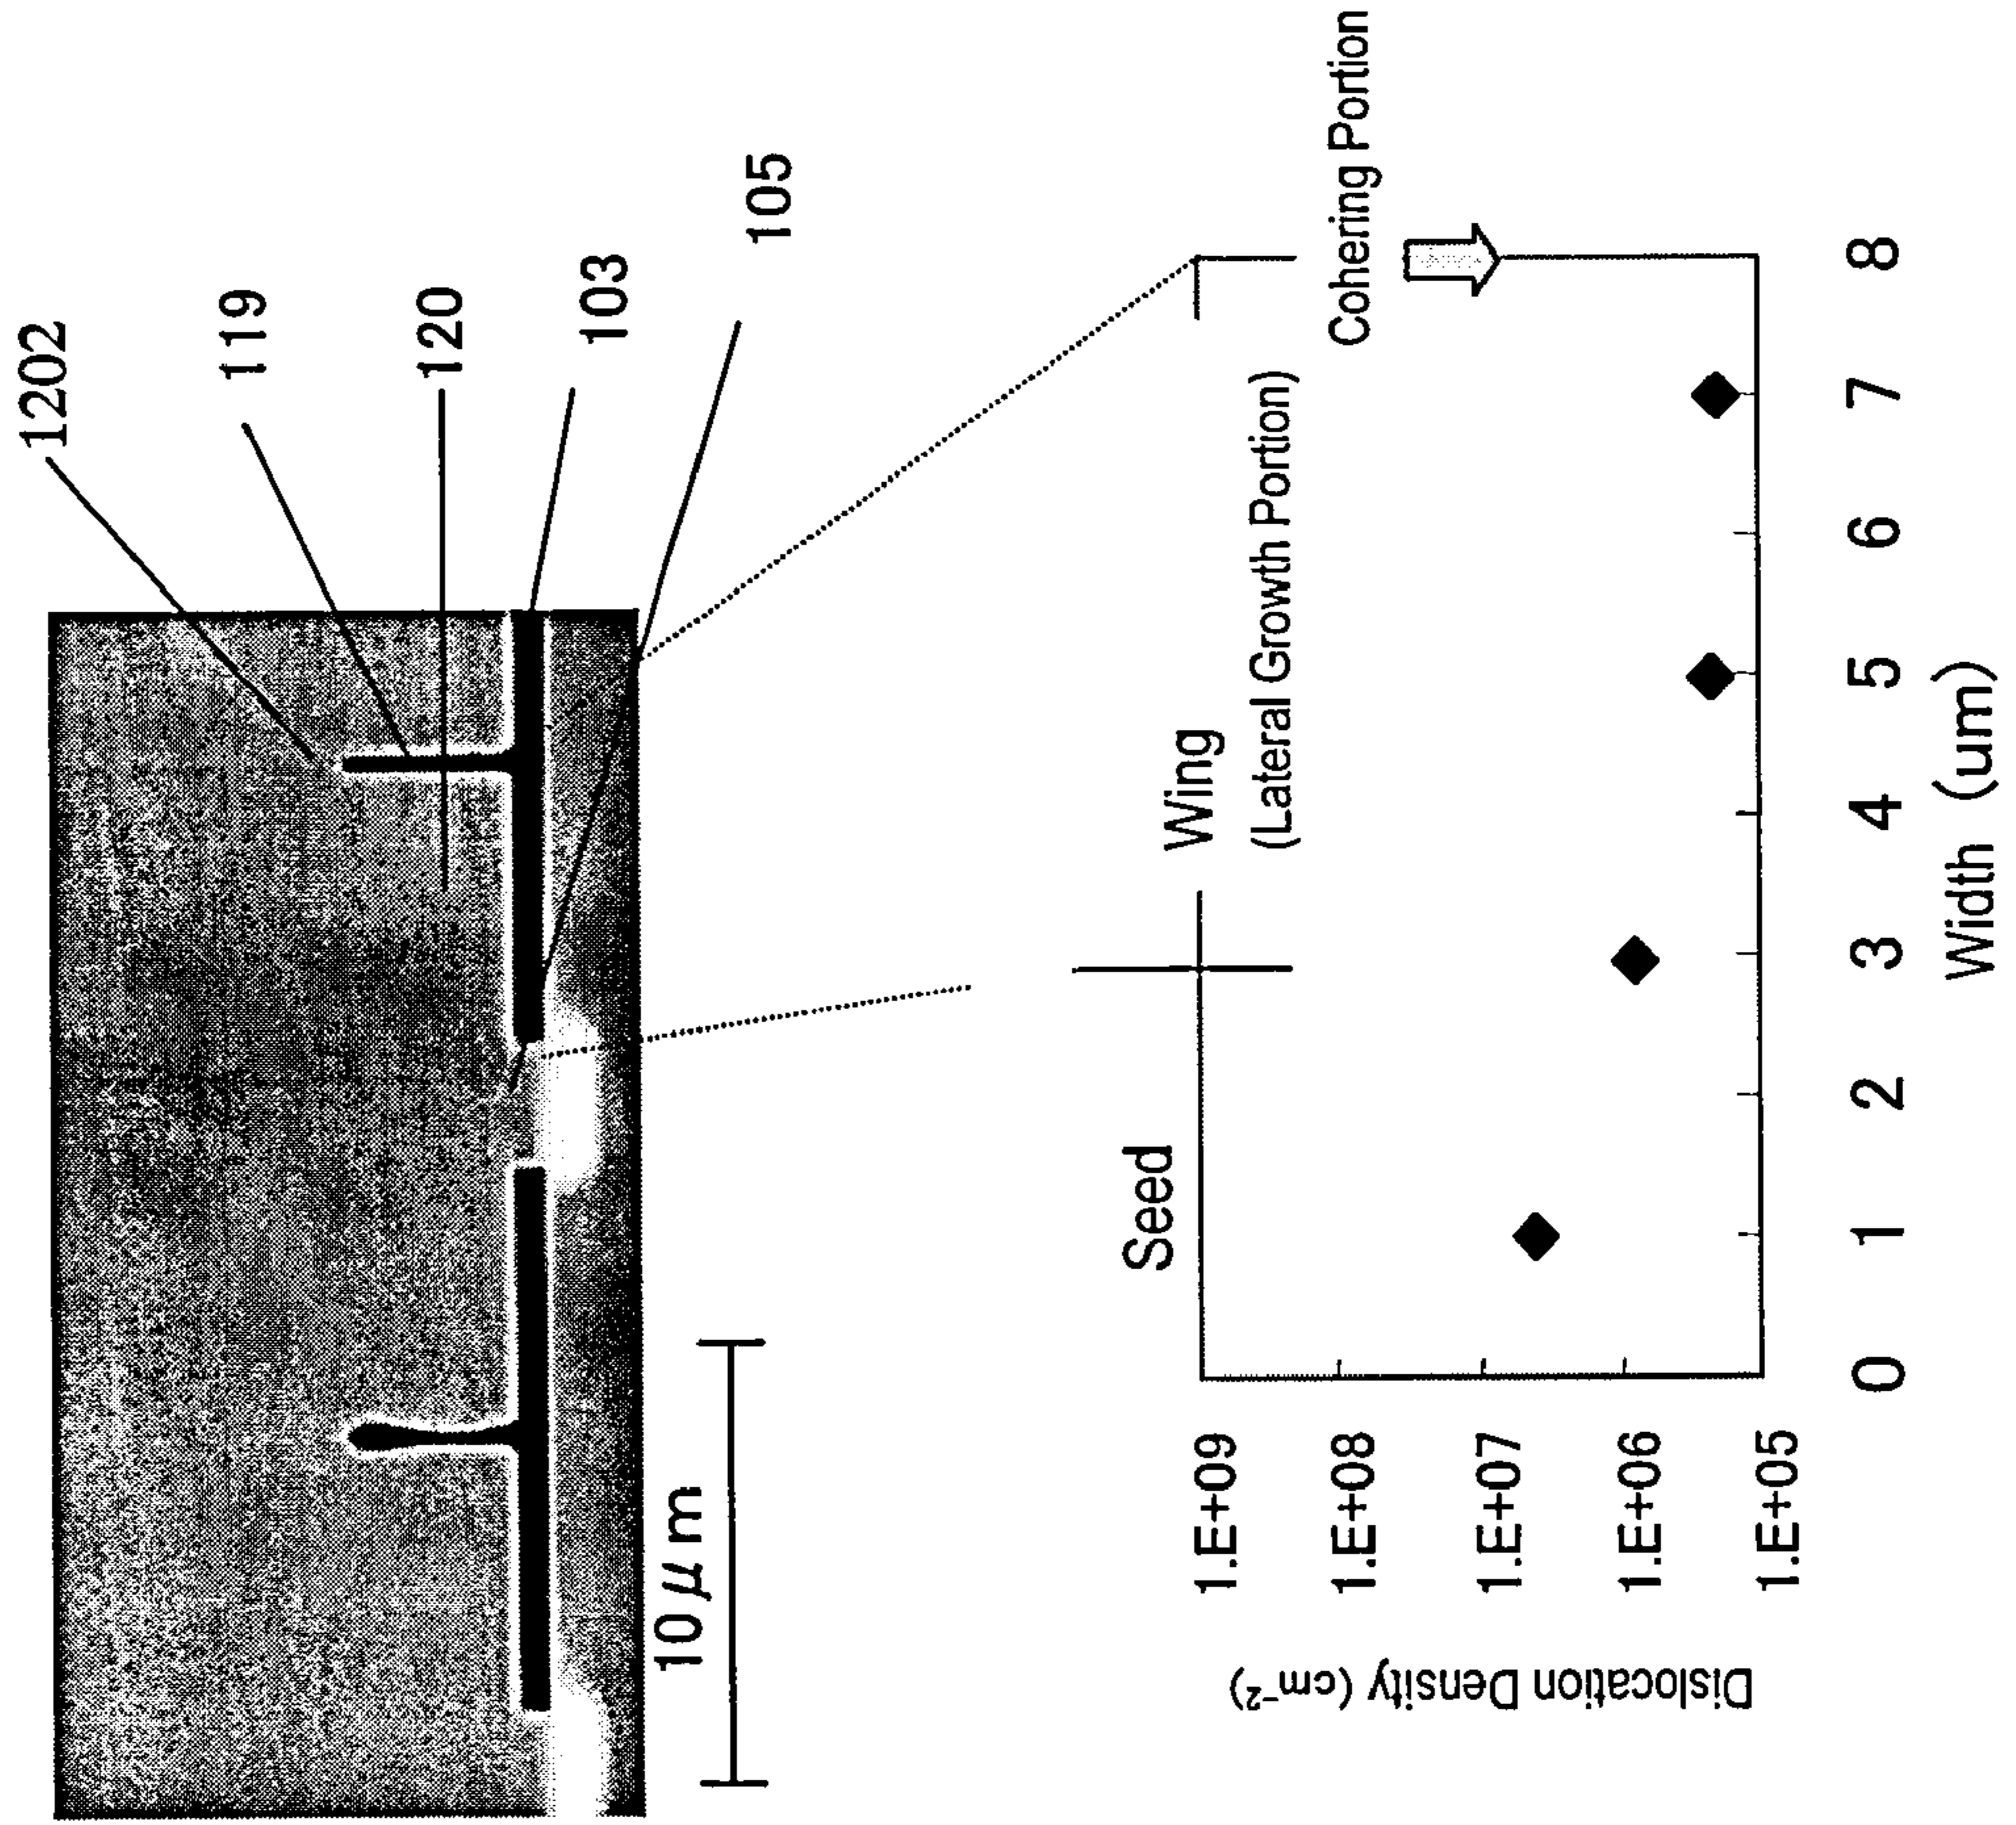 1202
119
120
103
105
10μm
Seed
Wing
(Lateral Growth Portion)
Cohering Portion
Dislocation Density (cm⁻²)
1.E+09
1.E+08
1.E+07
1.E+06
1.E+05
0 1 2 3 4 5 6 7 8
Width (um)